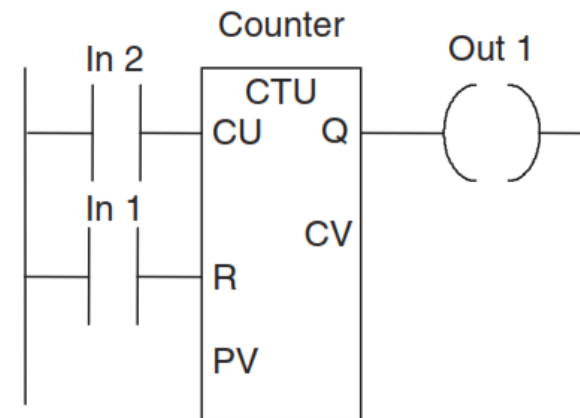 Counter
In 2
Out 1
CTU
CU
Q
In 1
CV
R
PV